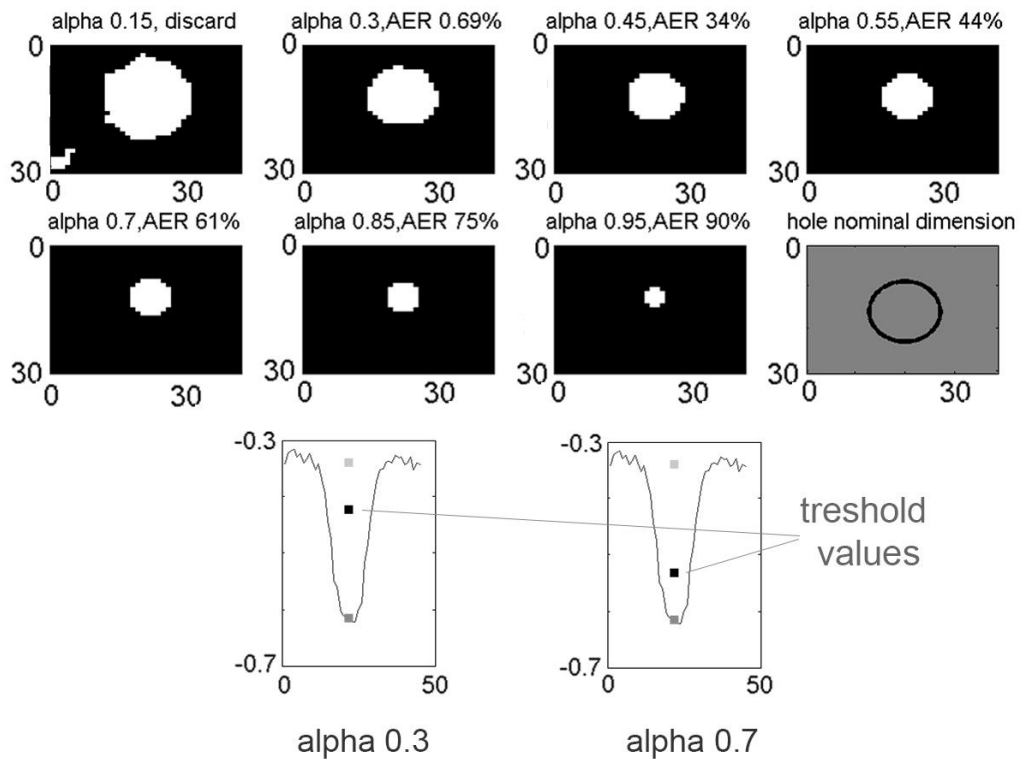 alpha 0.15, discard
alpha 0.3,AER 0.69%
alpha 0.45,AER 34%
alpha 0.55,AER 44%
0
30
0 30
0
30
0 30
0
30
0 30
0
30
0 30
alpha 0.7,AER 61%
alpha 0.85,AER 75%
alpha 0.95,AER 90%
hole nominal dimension
0
30
0 30
0
30
0 30
0
30
0 30
0
30
0 30
-0.3
-0.7
0 50
alpha 0.3
-0.3
-0.7
0 50
alpha 0.7
treshold
values